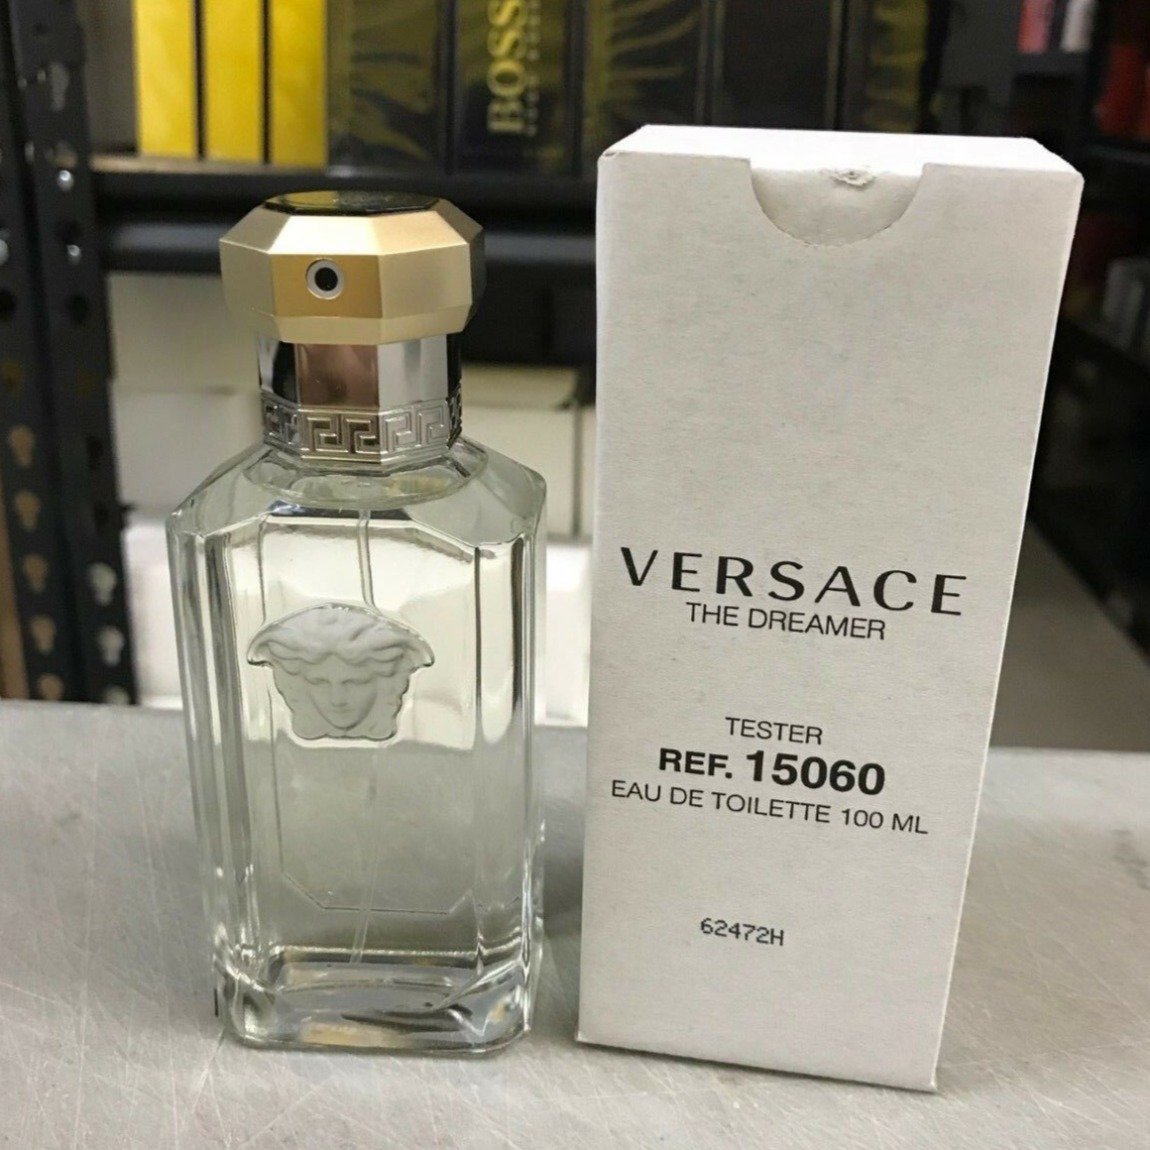 BOSS
VERSACE
THE DREAMER
TESTER
REF. 15060
EAU DE TOILETTE 100 ML
62472H